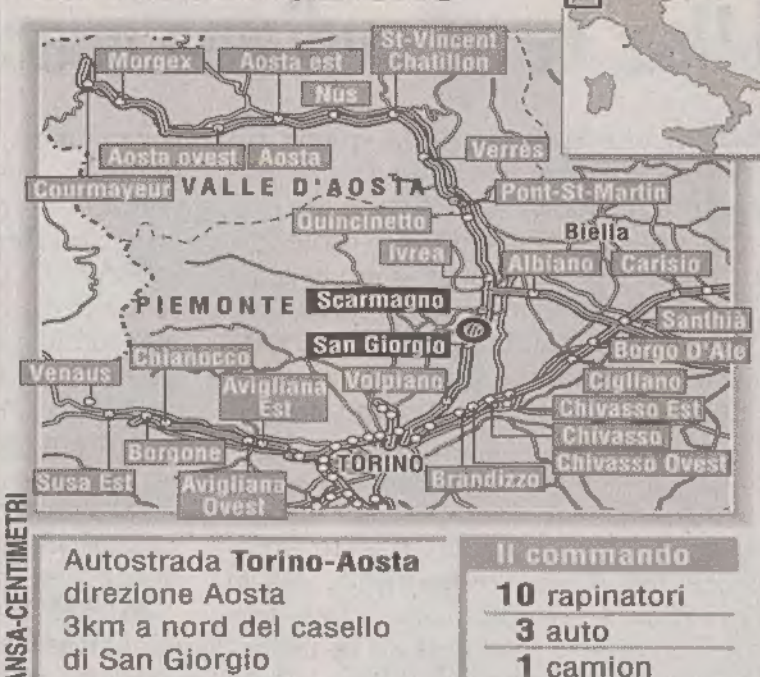 St-Vincent
Chatillon
Morgex
Aosta est
Nus
Aosta ovest
Aosta
Verrès
Courmayeur
VALLE D'AOSTA
Pont-St-Martin
Quincinetto
Biella
Ivrea
Albiano
Carisio
PIEMONTE
Scarmagno
Santhià
San Giorgio
Borgo D'Ale
Chianocco
Venaus
Avigliana
Est
Volpiano
Cigliano
Chivasso Est
Chivasso
Borgone
TORINO
Chivasso Ovest
Susa Est
Avigliana
Ovest
Brandizzo
ANSA-CENTIMETRI
Autostrada Torino-Aosta
direzione Aosta
3km a nord del casello
di San Giorgio
Il commando
10 rapinatori
3 auto
1 camion